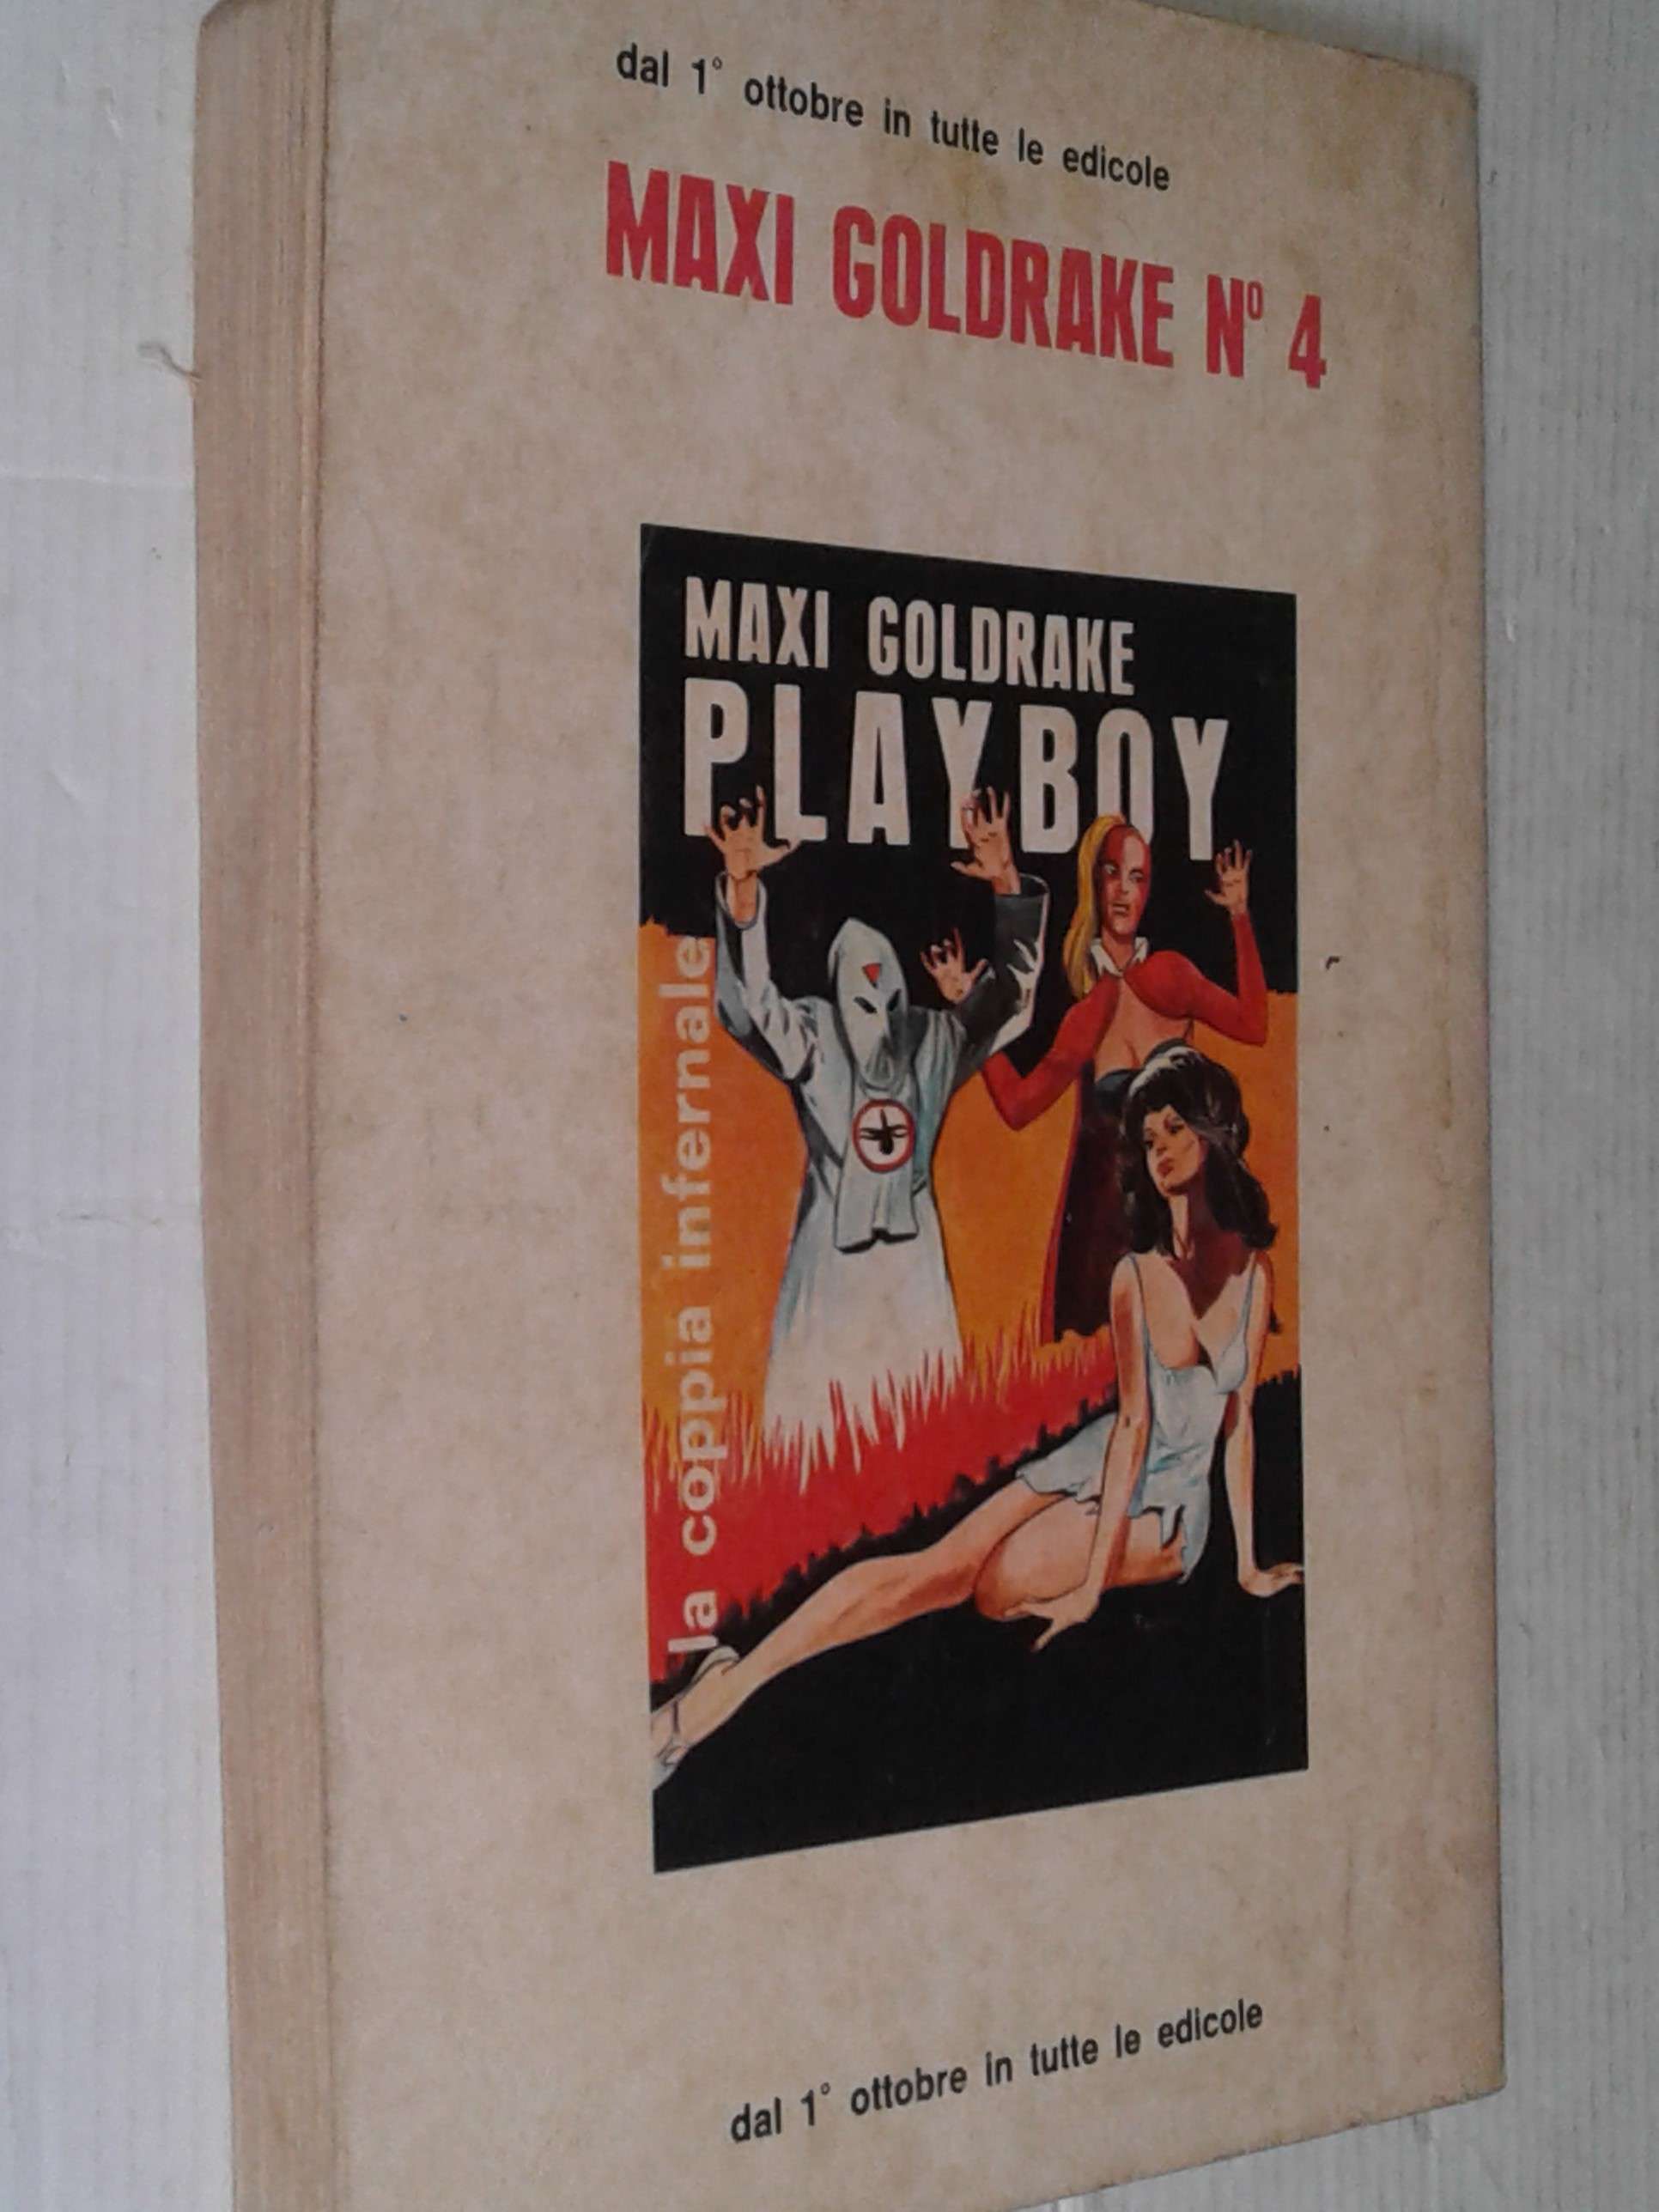 dal 1° ottobre in tutte le edicole
MAXI GOLDRAKE Nº 4
MAXI GOLDRAKE
PLAYBOY
la coppia infernale
dal 1° ottobre in tutte le edicole